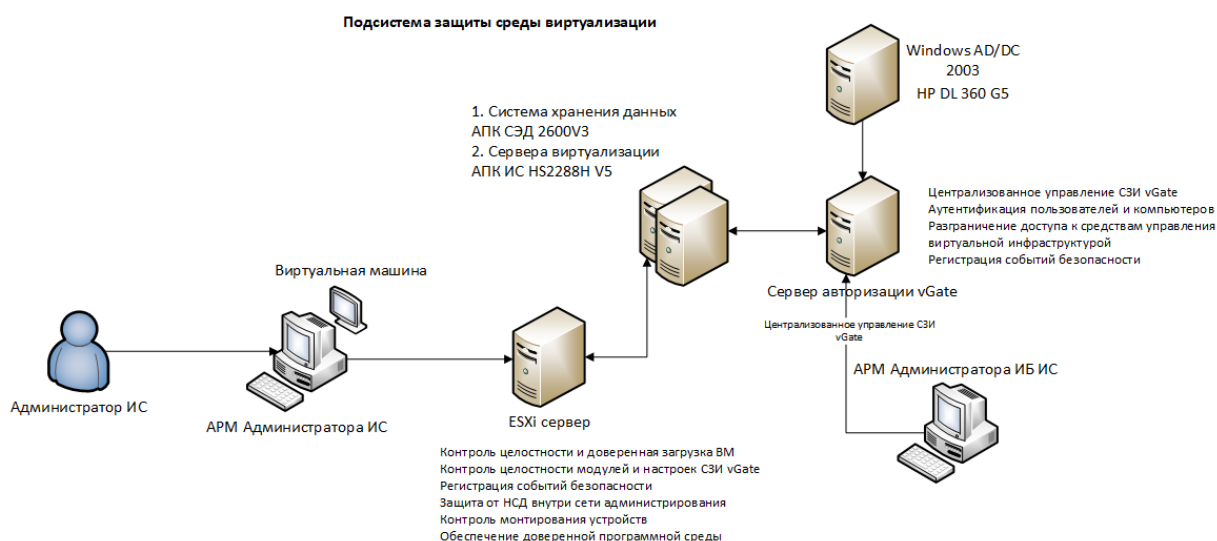 Подсистема защиты среды виртуализации
Windows AD/DC
2003
HP DL 360 G5
1. Система хранения данных
АПК СЭД 2600V3
2. Сервера виртуализации
АПК ИС HS2288H V5
Централизованное управление СЗИ vGate
Аутентификация пользователей и компьютеров
Разграничение доступа к средствам управления
виртуальной инфраструктурой
Регистрация событий безопасности
Виртуальная машина
Сервер авторизации vGate
Централизованное управление СЗИ
vGate
АРМ Администратора ИБ ИС
Администратор ИС
АРМ Администратора ИС
ESXi сервер
Контроль целостности и доверенная загрузка ВМ
Контроль целостности модулей и настроек СЗИ vGate
Регистрация событий безопасности
Защита от НСД внутри сети администрирования
Контроль монтирования устройств
Обеспечение доверенной программной среды